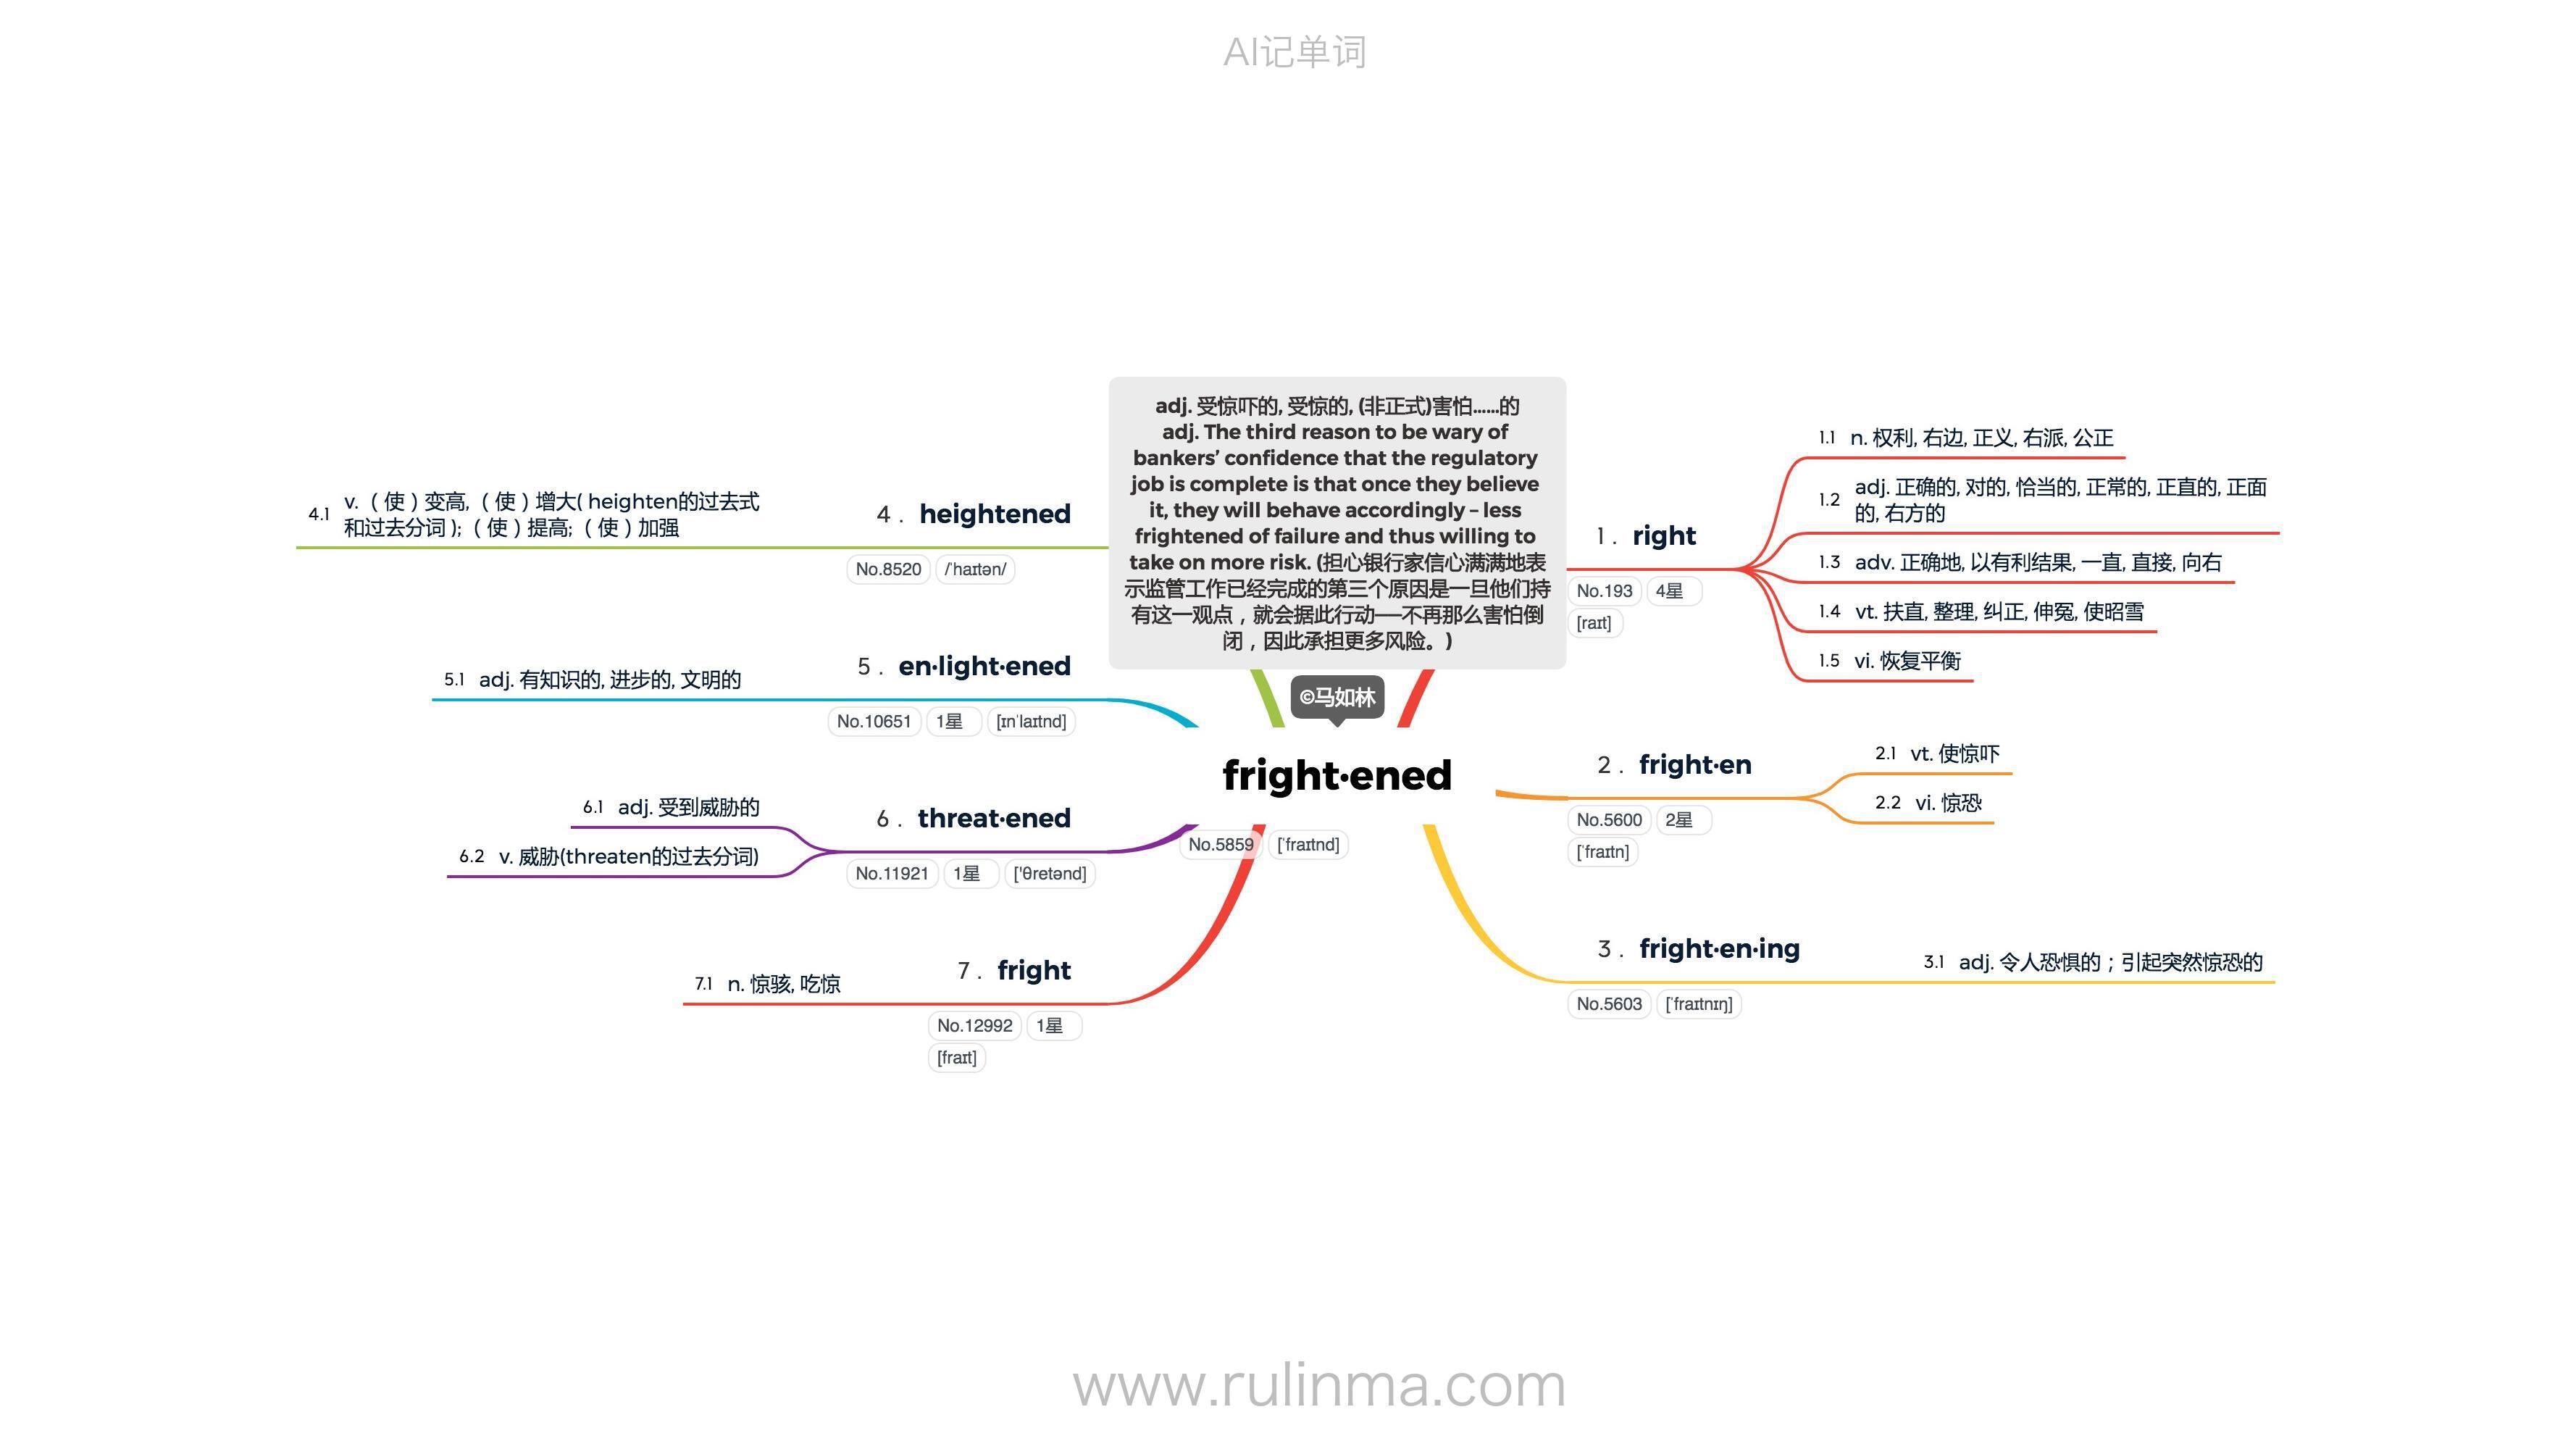 AI记单词
adj. 受惊吓的, 受惊的, (非正式)害怕……的
adj. The third reason to be wary of
bankers’ confidence that the regulatory
job is complete is that once they believe
it, they will behave accordingly – less
frightened of failure and thus willing to
take on more risk. (担心银行家信心满满地表
示监管工作已经完成的第三个原因是一旦他们持
有这一观点，就会据此行动──不再那么害怕倒
闭，因此承担更多风险。)
©马如林
fright·ened
No.5859 [ˈfraɪtnd]
1. right
No.193 4星
[raɪt]
1.1 n. 权利, 右边, 正义, 右派, 公正
1.2 adj. 正确的, 对的, 恰当的, 正常的, 正直的, 正面
的, 右方的
1.3 adv. 正确地, 以有利结果, 一直, 直接, 向右
1.4 vt. 扶直, 整理, 纠正, 伸冤, 使昭雪
1.5 vi. 恢复平衡
2. fright·en
No.5600 2星
[ˈfraɪtn]
2.1 vt. 使惊吓
2.2 vi. 惊恐
3. fright·en·ing
No.5603 [ˈfraɪtnɪŋ]
3.1 adj. 令人恐惧的；引起突然惊恐的
4. heightened
No.8520 /ˈhaɪtən/
4.1 v.（使）变高,（使）增大( heighten的过去式
和过去分词 );（使）提高;（使）加强
5. en·light·ened
No.10651 1星 [ɪnˈlaɪtnd]
5.1 adj. 有知识的, 进步的, 文明的
6. threat·ened
No.11921 1星 ['θretənd]
6.1 adj. 受到威胁的
6.2 v. 威胁(threaten的过去分词)
7. fright
No.12992 1星
[fraɪt]
7.1 n. 惊骇, 吃惊
www.rulinma.com